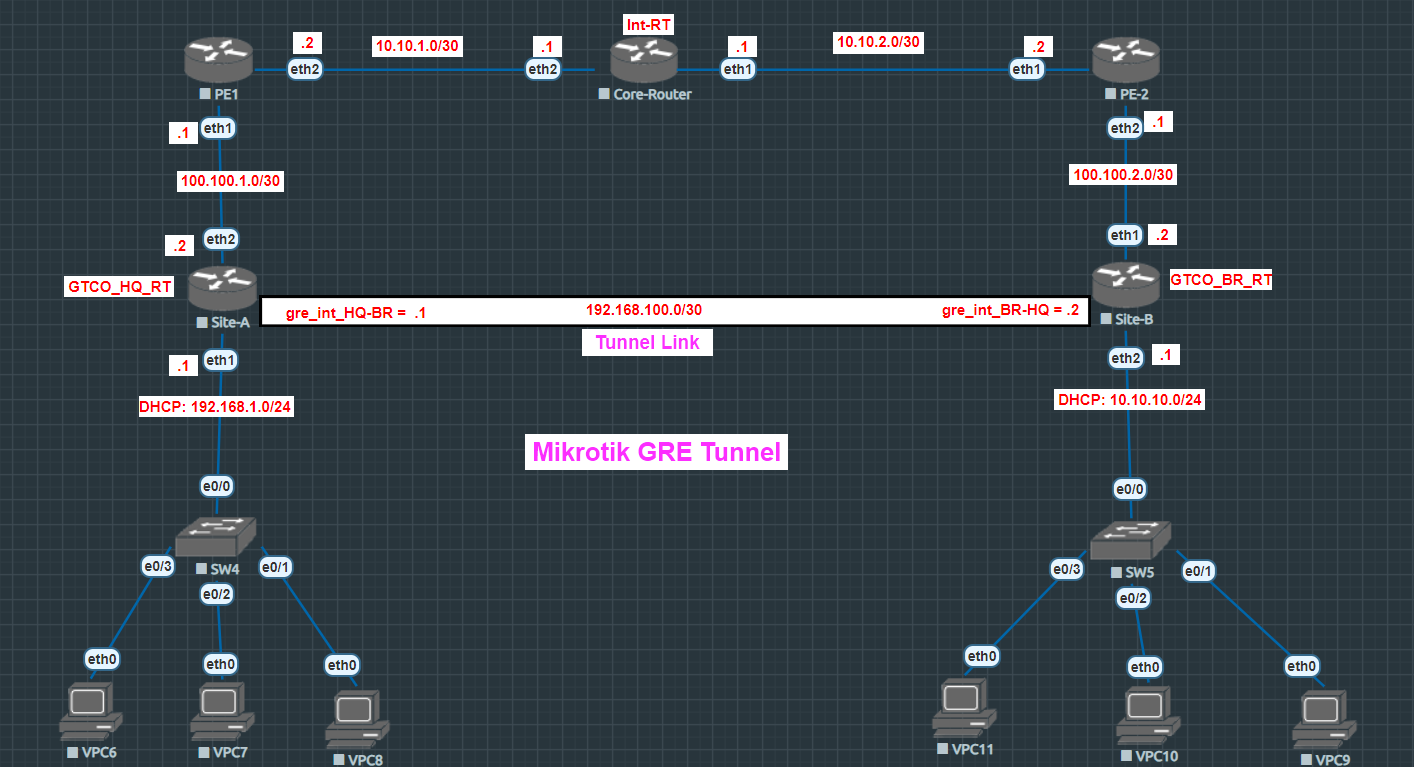 Int-RT
.2
10.10.1.0/30
.1
.1
10.10.2.0/30
.2
eth2
eth2
eth1
eth1
PE1
Core-Router
PE-2
.1
eth1
eth2
.1
100.100.1.0/30
100.100.2.0/30
.2
eth2
eth1
.2
GTCO_HQ_RT
GTCO_BR_RT
gre_int_HQ-BR = .1
192.168.100.0/30
gre_int_BR-HQ = .2
Site-A
Site-B
Tunnel Link
.1
eth1
eth2
.1
DHCP: 192.168.1.0/24
DHCP: 10.10.10.0/24
Mikrotik GRE Tunnel
e0/0
e0/0
SW4
SW5
e0/3
e0/2
e0/1
e0/3
e0/2
e0/1
eth0
eth0
eth0
eth0
eth0
eth0
VPC6
VPC7
VPC8
VPC11
VPC10
VPC9